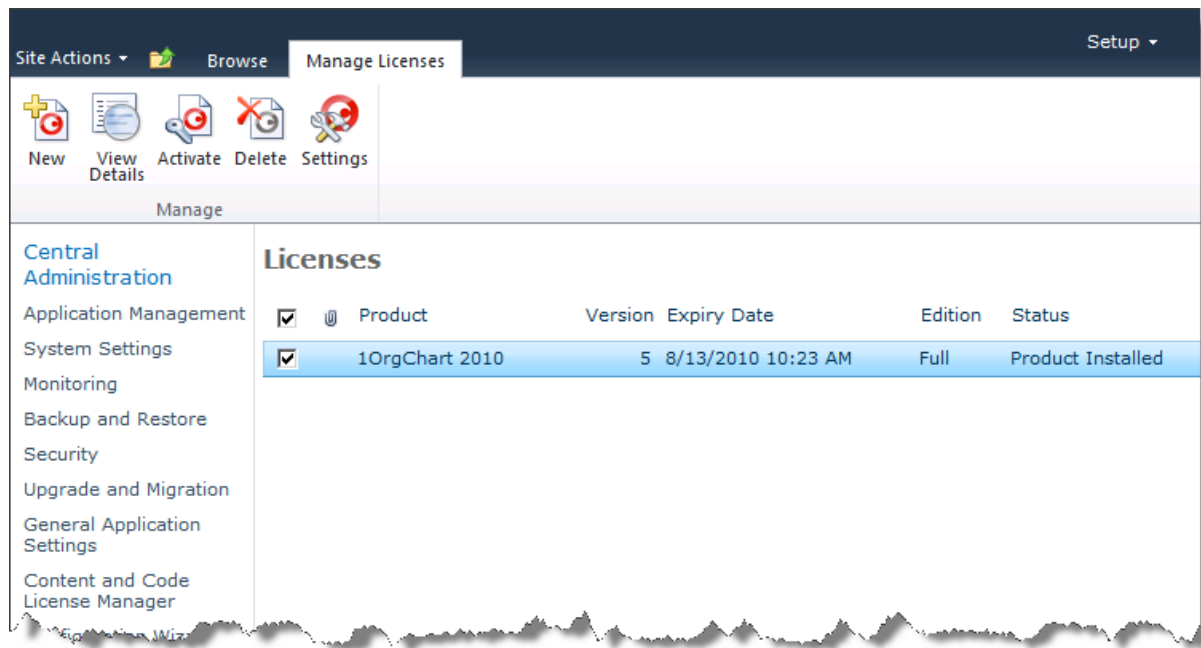 Setup
Site Actions Browse Manage Licenses
New View Details Activate Delete Settings
Manage
Central
Administration
Licenses
Application Management
Product Version Expiry Date Edition Status
System Settings
1OrgChart 2010 5 8/13/2010 10:23 AM Full Product Installed
Monitoring
Backup and Restore
Security
Upgrade and Migration
General Application
Settings
Content and Code
License Manager